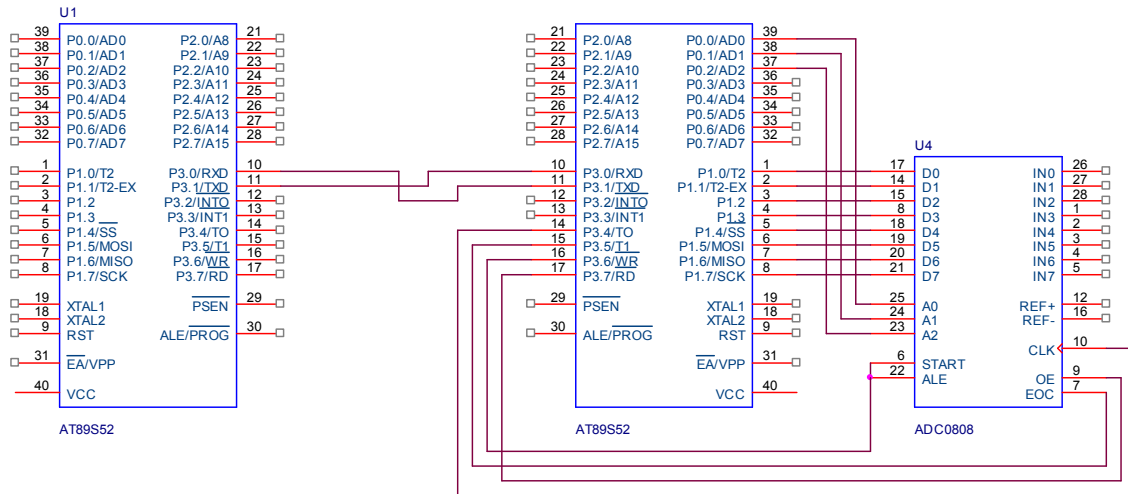 U1
39 P0.0/AD0 P2.0/A8 21
38 P0.1/AD1 P2.1/A9 22
37 P0.2/AD2 P2.2/A10 23
36 P0.3/AD3 P2.3/A11 24
35 P0.4/AD4 P2.4/A12 25
34 P0.5/AD5 P2.5/A13 26
33 P0.6/AD6 P2.6/A14 27
32 P0.7/AD7 P2.7/A15 28
1 P1.0/T2 P3.0/RXD 10
2 P1.1/T2-EX P3.1/TXD 11
3 P1.2 P3.2/INTO 12
4 P1.3 P3.3/INT1 13
5 P1.4/SS P3.4/TO 14
6 P1.5/MOSI P3.5/T1 15
7 P1.6/MISO P3.6/WR 16
8 P1.7/SCK P3.7/RD 17
19 XTAL1 PSEN 29
18 XTAL2
9 RST ALE/PROG 30
31 EA/VPP
40 VCC
AT89S52
21 P2.0/A8 P0.0/AD0 39
22 P2.1/A9 P0.1/AD1 38
23 P2.2/A10 P0.2/AD2 37
24 P2.3/A11 P0.3/AD3 36
25 P2.4/A12 P0.4/AD4 35
26 P2.5/A13 P0.5/AD5 34
27 P2.6/A14 P0.6/AD6 33
28 P2.7/A15 P0.7/AD7 32
10 P3.0/RXD P1.0/T2 1
11 P3.1/TXD P1.1/T2-EX 2
12 P3.2/INTO P1.2 3
13 P3.3/INT1 P1.3 4
14 P3.4/TO P1.4/SS 5
15 P3.5/T1 P1.5/MOSI 6
16 P3.6/WR P1.6/MISO 7
17 P3.7/RD P1.7/SCK 8
29 PSEN XTAL1 19
XTAL2 18
30 ALE/PROG RST 9
EA/VPP 31
VCC 40
AT89S52
U4
17 D0 IN0 26
14 D1 IN1 27
15 D2 IN2 28
8 D3 IN3 1
18 D4 IN4 2
19 D5 IN5 3
20 D6 IN6 4
21 D7 IN7 5
25 A0 REF+ 12
24 A1 REF- 16
23 A2
CLK 10
6 START
22 ALE OE 9
EOC 7
ADC0808